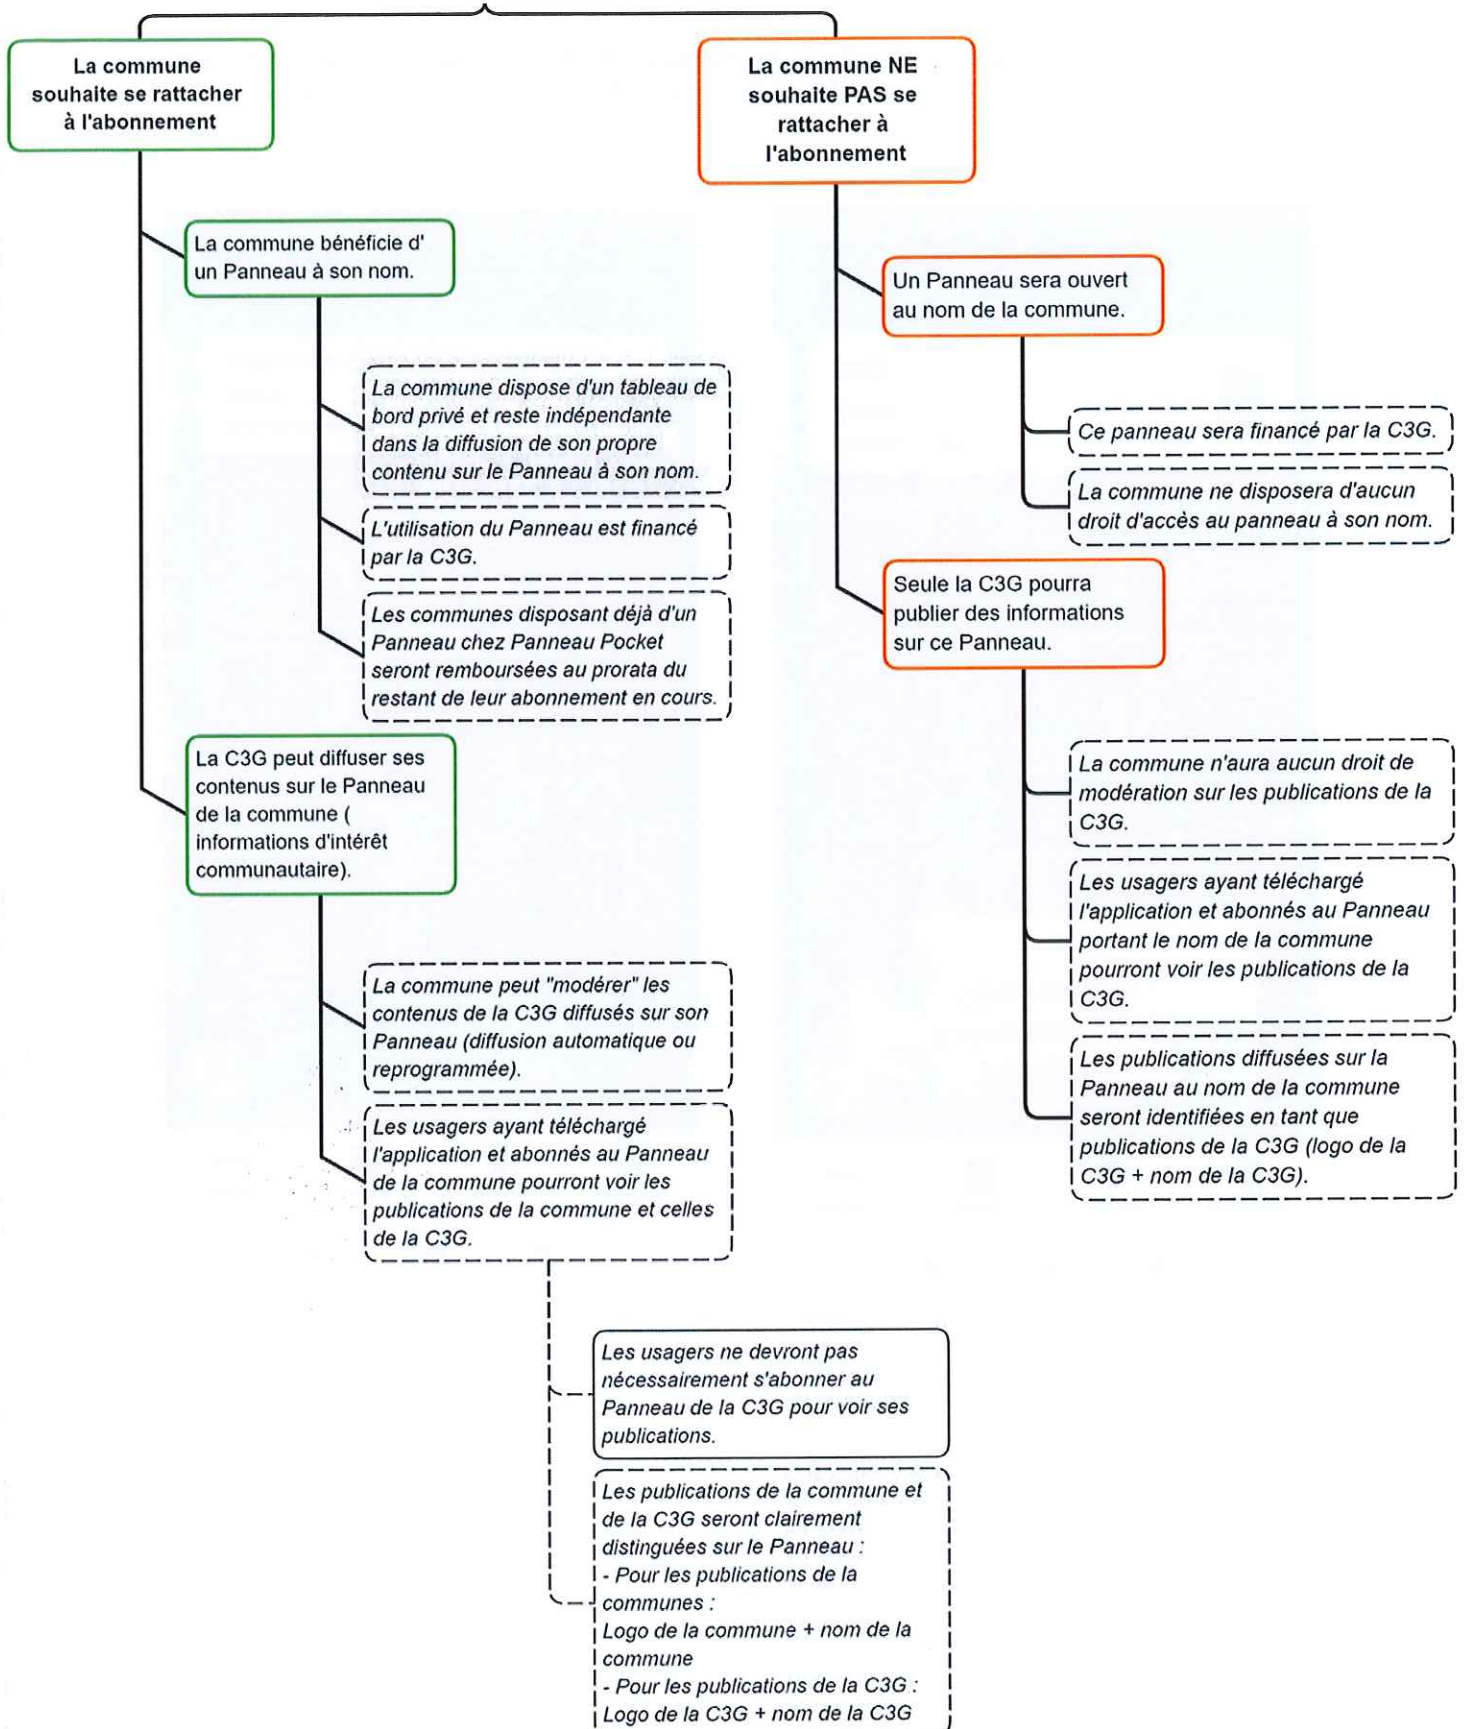 La commune
souhaite se rattacher
à l'abonnement
La commune bénéficie d'
un Panneau à son nom.
La commune dispose d'un tableau de
bord privé et reste indépendante
dans la diffusion de son propre
contenu sur le Panneau à son nom.
L'utilisation du Panneau est financé
par la C3G.
Les communes disposant déjà d'un
Panneau chez Panneau Pocket
seront remboursées au prorata du
restant de leur abonnement en cours.
La C3G peut diffuser ses
contenus sur le Panneau
de la commune (
informations d'intérêt
communautaire).
La commune peut "modérer" les
contenus de la C3G diffusés sur son
Panneau (diffusion automatique ou
reprogrammée).
Les usagers ayant téléchargé
l'application et abonnés au Panneau
de la commune pourront voir les
publications de la commune et celles
de la C3G.
Les usagers ne devront pas
nécessairement s'abonner au
Panneau de la C3G pour voir ses
publications.
Les publications de la commune et
de la C3G seront clairement
distinguées sur le Panneau :
- Pour les publications de la
communes :
Logo de la commune + nom de la
commune
- Pour les publications de la C3G :
Logo de la C3G + nom de la C3G
La commune NE
souhaite PAS se
rattacher à
l'abonnement
Un Panneau sera ouvert
au nom de la commune.
Ce panneau sera financé par la C3G.
La commune ne disposera d'aucun
droit d'accès au panneau à son nom.
Seule la C3G pourra
publier des informations
sur ce Panneau.
La commune n'aura aucun droit de
modération sur les publications de la
C3G.
Les usagers ayant téléchargé
l'application et abonnés au Panneau
portant le nom de la commune
pourront voir les publications de la
C3G.
Les publications diffusées sur la
Panneau au nom de la commune
seront identifiées en tant que
publications de la C3G (logo de la
C3G + nom de la C3G).